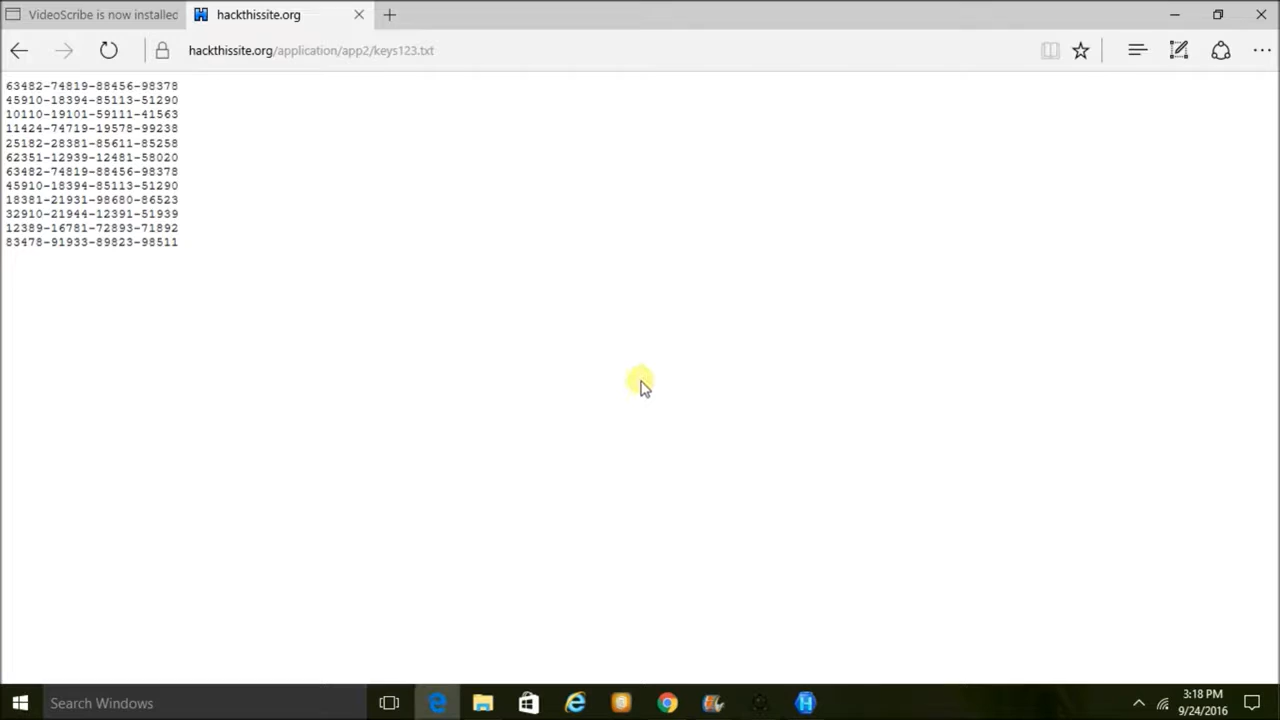 VideoScribe is now installed
hackthissite.org
hackthissite.org/application/app2/keys123.txt
63482-74819-88456-98378
45910-18394-85113-51290
10110-19101-59111-41563
11424-74719-19578-99238
25182-28381-85611-85258
62351-12939-12481-58020
63482-74819-88456-98378
45910-18394-85113-51290
18381-21931-98680-86523
32910-21944-12391-51939
12389-16781-72893-71892
83478-91933-89823-98511
Search Windows
3:18 PM
9/24/2016